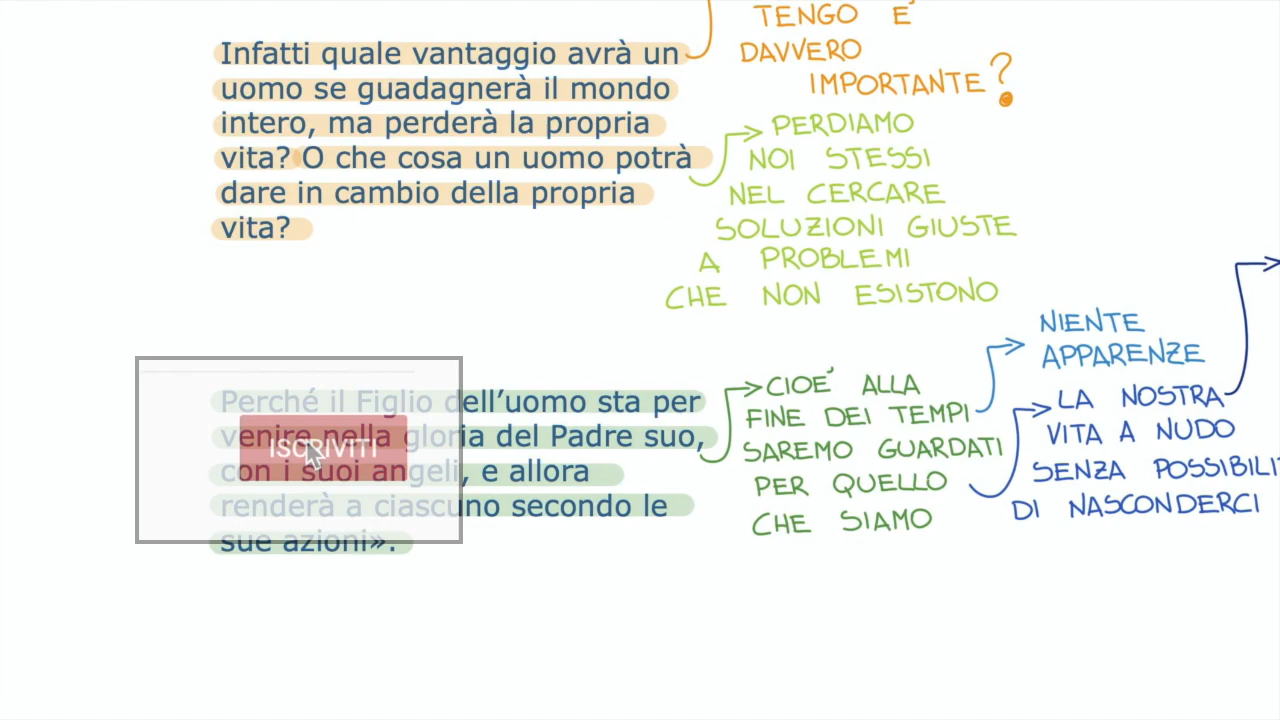 Infatti quale vantaggio avrà un
uomo se guadagnerà il mondo
intero, ma perderà la propria
vita? O che cosa un uomo potrà
dare in cambio della propria
vita?
TENGO E'
DAVVERO
IMPORTANTE?
PERDIAMO
NOI STESSI
NEL CERCARE
SOLUZIONI GIUSTE
A PROBLEMI
CHE NON ESISTONO
Perché il Figlio dell'uomo sta per
venire nella gloria del Padre suo,
con i suoi angeli, e allora
renderà a ciascuno secondo le
sue azioni».
ISCRIVITI
CIOE' ALLA
FINE DEI TEMPI
SAREMO GUARDATI
PER QUELLO
CHE SIAMO
NIENTE
APPARENZE
LA NOSTRA
VITA A NUDO
SENZA POSSIBILI
DI NASCONDERCI